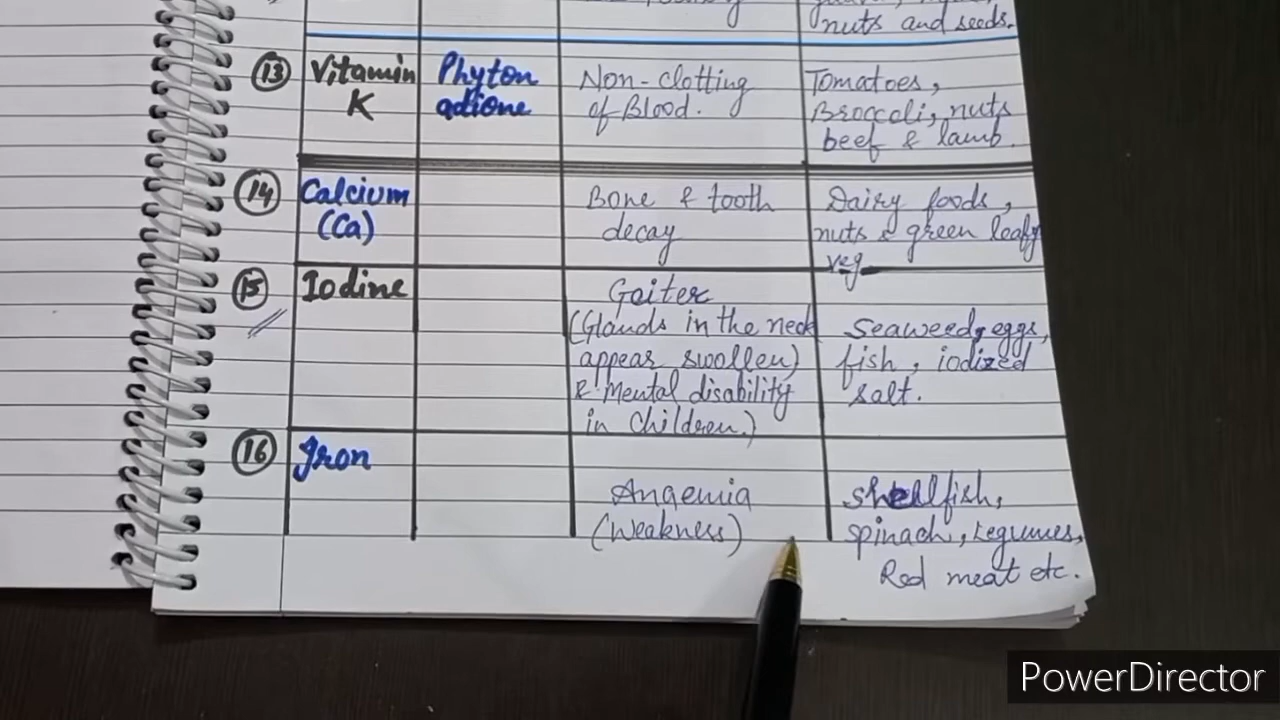 nuts and seeds.
13 Vitamin K Phyton adione Non-clotting of Blood. Tomatoes, Broccoli, nuts beef & lamb.
14 Calcium (Ca) Bone & tooth decay Dairy foods, nuts & green leafy veg
15 Iodine Goiter (Glands in the neck appear swollen) & Mental disability in children.) Seaweed, eggs, fish, iodized salt.
16 Iron Anaemia (Weakness) Shellfish, spinach, Legumes, Red meat etc.
PowerDirector